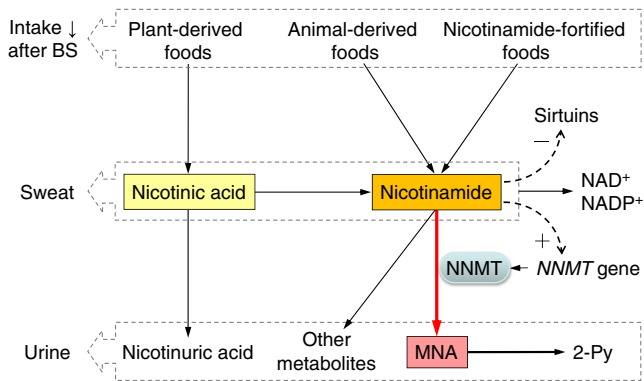 Intake ↓
after BS
Plant-derived
foods
Animal-derived
foods
Nicotinamide-fortified
foods
Sirtuins
−
Sweat
Nicotinic acid
Nicotinamide
NAD⁺
NADP⁺
+
NNMT
NNMT gene
Urine
Nicotinuric acid
Other
metabolites
MNA
2-Py